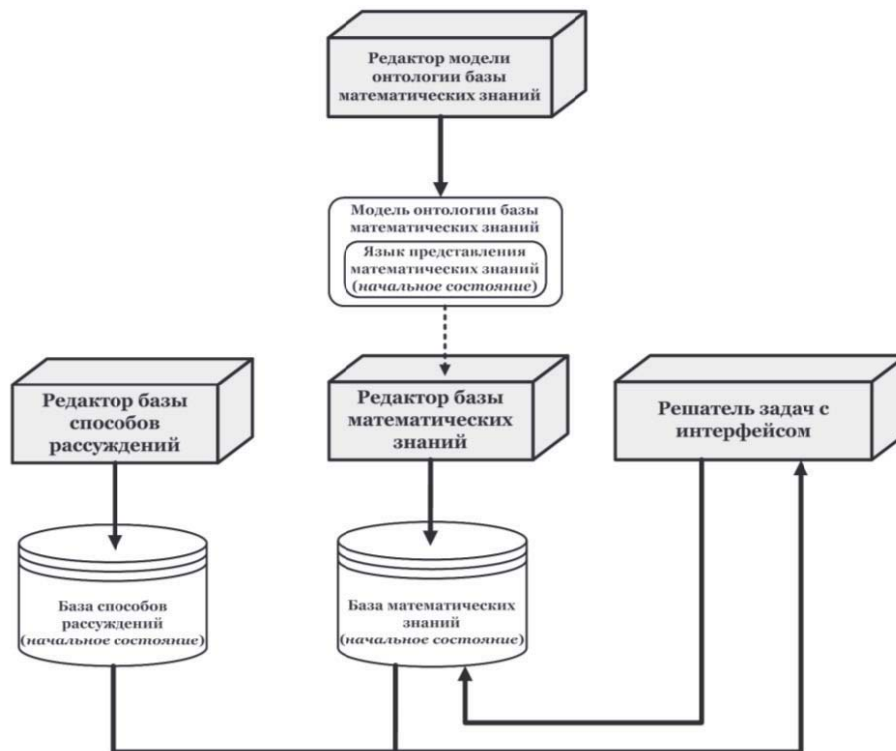 Редактор модели
онтологии базы
математических знаний
Модель онтологии базы
математических знаний
Язык представления
математических знаний
(начальное состояние)
Редактор базы
способов
рассуждений
Редактор базы
математических
знаний
Решатель задач с
интерфейсом
База способов
рассуждений
(начальное состояние)
База математических
знаний
(начальное состояние)